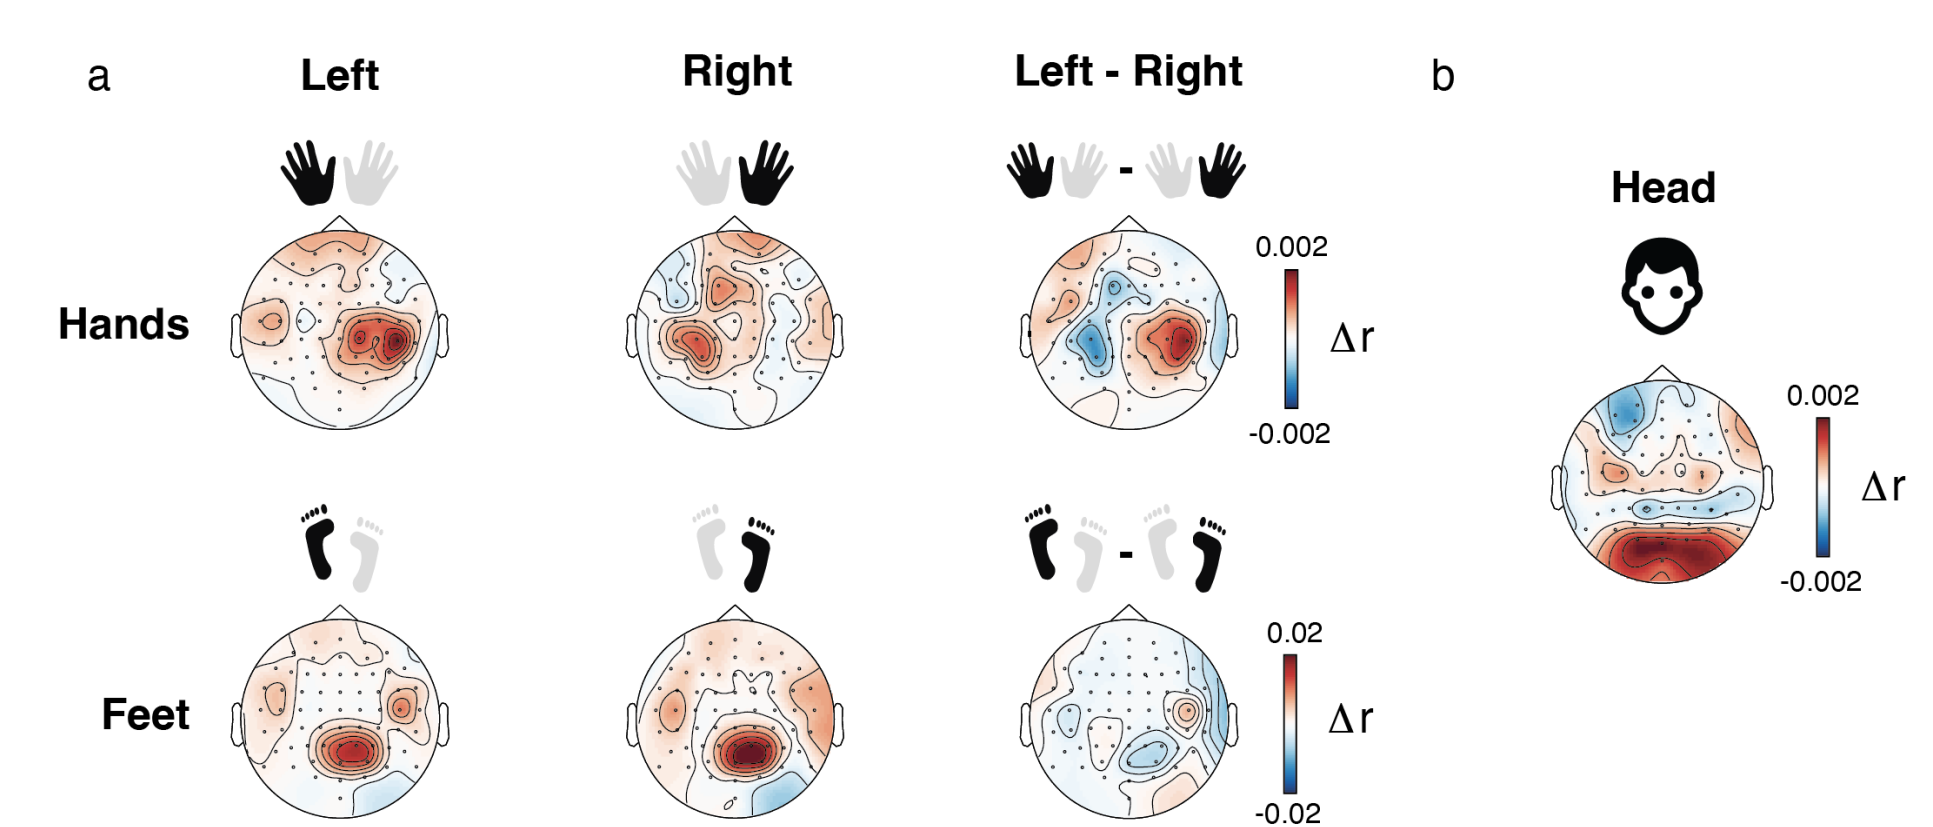 a
Left
Right
Left - Right
b
Head
-
Hands
0.002
Δr
-0.002
0.002
Δr
-0.002
-
Feet
0.02
Δr
-0.02